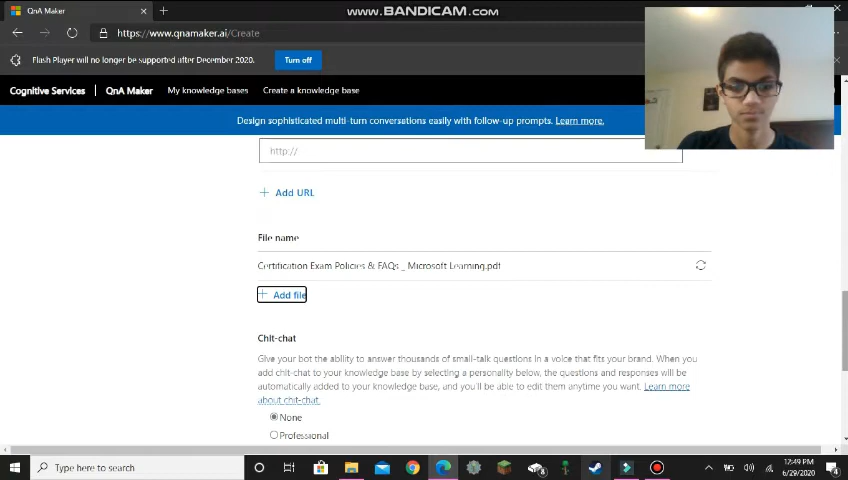 QnA Maker
WWW.BANDICAM.COM
https://www.qnamaker.ai/Create
Flash Player will no longer be supported after December 2020.
Turn off
Cognitive Services
QnA Maker
My knowledge bases
Create a knowledge base
Design sophisticated multi-turn conversations easily with follow-up prompts. Learn more.
http://
+ Add URL
File name
Certification Exam Policies & FAQs _ Microsoft Learning.pdf
+ Add file
Chit-chat
Give your bot the ability to answer thousands of small-talk questions in a voice that fits your brand. When you
add chit-chat to your knowledge base by selecting a personality below, the questions and responses will be
automatically added to your knowledge base, and you'll be able to edit them anytime you want. Learn more
about chit-chat.
None
Professional
Type here to search
8
12:49 PM
6/29/2020
4